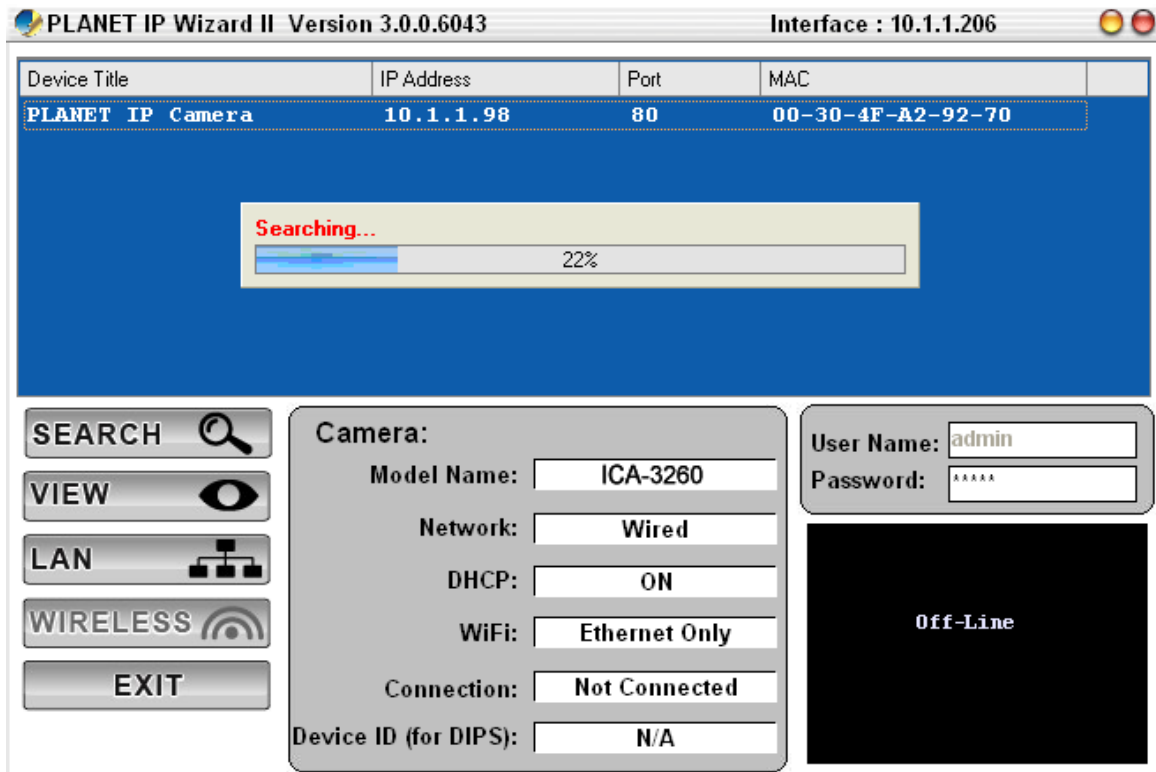 PLANET IP Wizard II Version 3.0.0.6043 Interface : 10.1.1.206
Device Title IP Address Port MAC
PLANET IP Camera 10.1.1.98 80 00-30-4F-A2-92-70
Searching...
22%
SEARCH
VIEW
LAN
WIRELESS
EXIT
Camera:
Model Name: ICA-3260
Network: Wired
DHCP: ON
WiFi: Ethernet Only
Connection: Not Connected
Device ID (for DIPS): N/A
User Name: admin
Password: *****
Off-Line